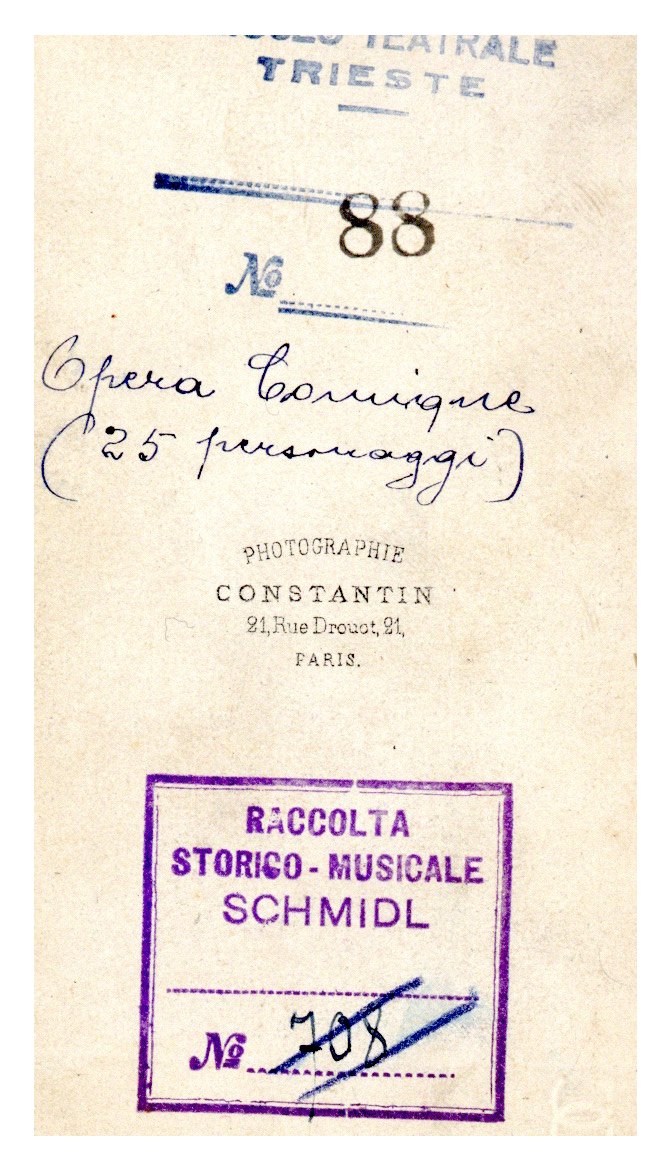 TEATRALE
TRIESTE
88
No
Opera Comique
(25 personaggi)
PHOTOGRAPHIE
CONSTANTIN
21, Rue Drouot, 21,
PARIS.
RACCOLTA
STORICO-MUSICALE
SCHMIDL
No 708